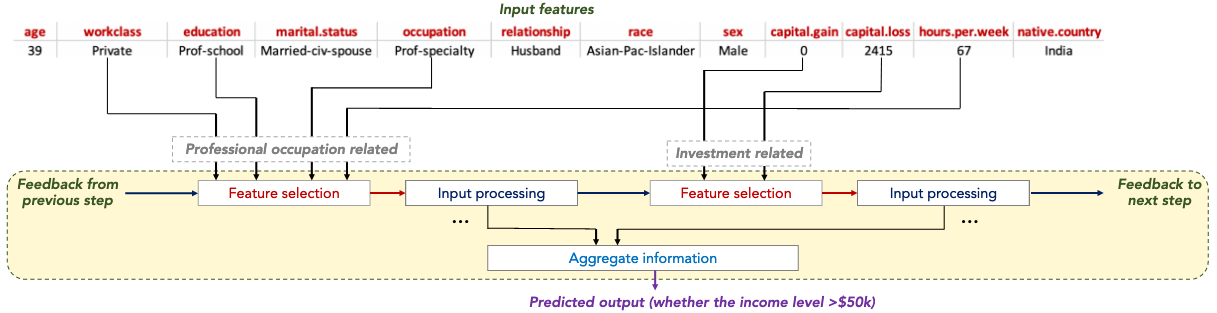 Input features
age workclass education marital.status occupation relationship race sex capital.gain capital.loss hours.per.week native.country
39 Private Prof-school Married-civ-spouse Prof-specialty Husband Asian-Pac-Islander Male 0 2415 67 India
Professional occupation related
Investment related
Feedback from
previous step
Feature selection
Input processing
Feature selection
Input processing
Feedback to
next step
...
...
Aggregate information
Predicted output (whether the income level >$50k)